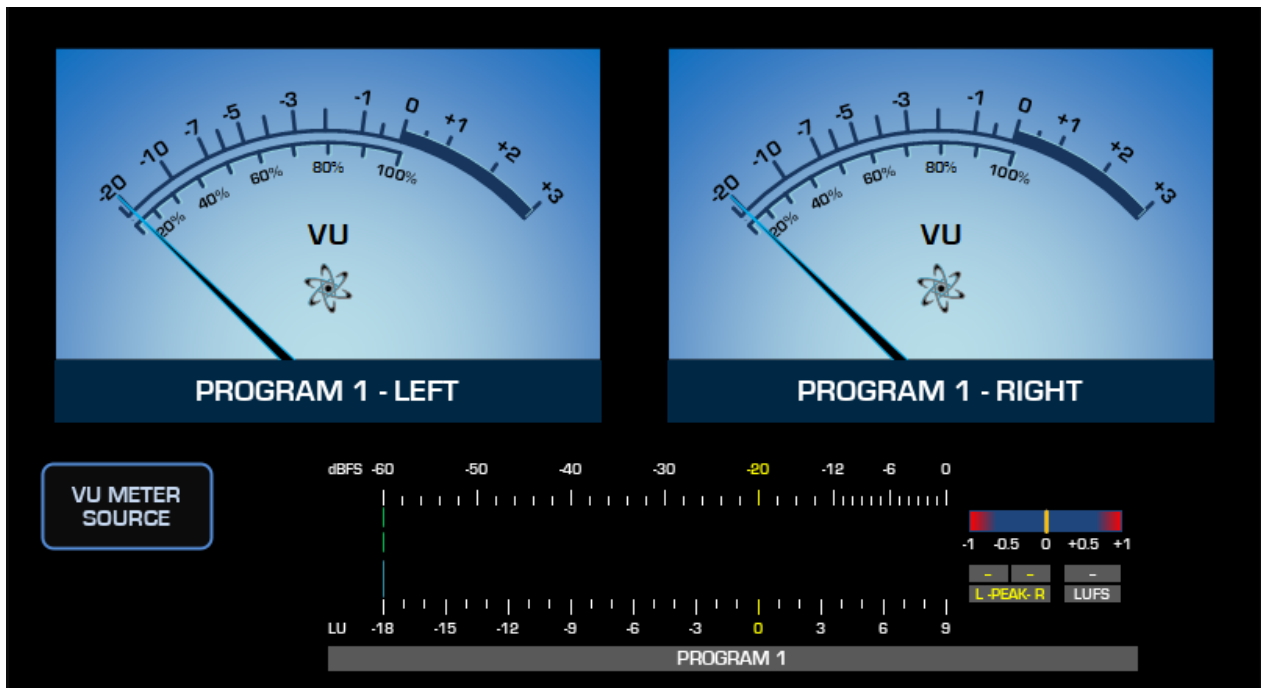 -20 -10 -7 -5 -3 -1 0 +1 +2 +3
20% 40% 60% 80% 100%
VU
PROGRAM 1 - LEFT
-20 -10 -7 -5 -3 -1 0 +1 +2 +3
20% 40% 60% 80% 100%
VU
PROGRAM 1 - RIGHT
VU METER
SOURCE
dBFS -60 -50 -40 -30 -20 -12 -6 0
-1 -0.5 0 +0.5 +1
- - -
L -PEAK- R LUFS
LU -18 -15 -12 -9 -6 -3 0 3 6 9
PROGRAM 1